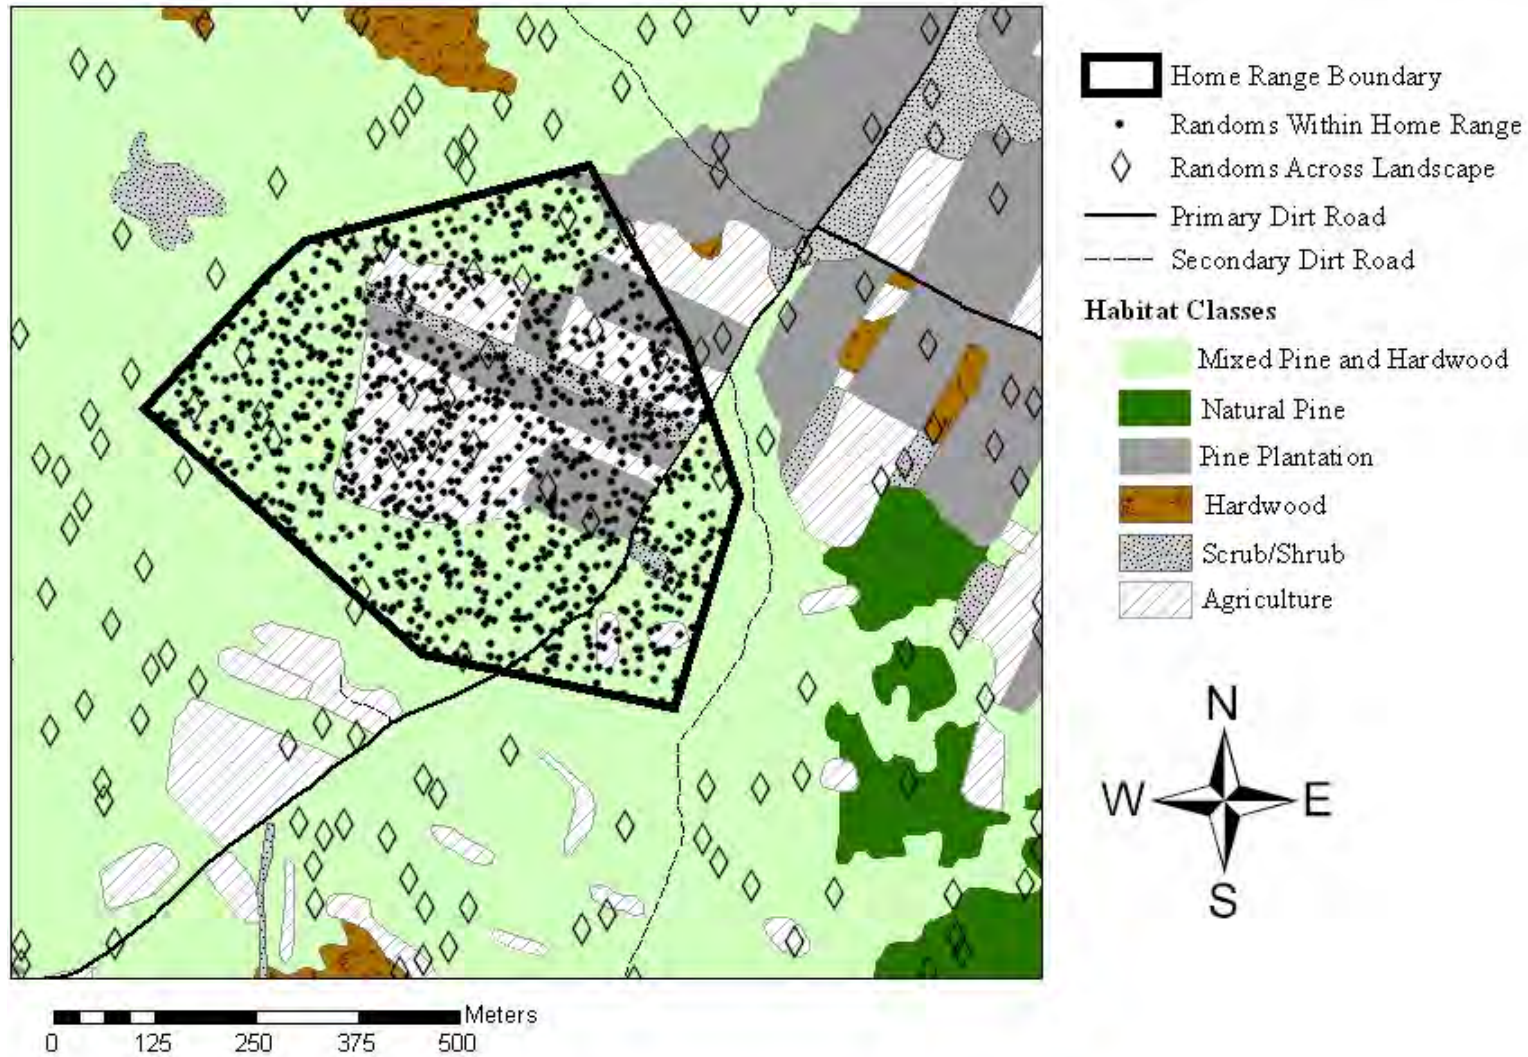 Home Range Boundary
Randoms Within Home Range
Randoms Across Landscape
Primary Dirt Road
Secondary Dirt Road
Habitat Classes
Mixed Pine and Hardwood
Natural Pine
Pine Plantation
Hardwood
Scrub/Shrub
Agriculture
N
W E
S
Meters
0 125 250 375 500